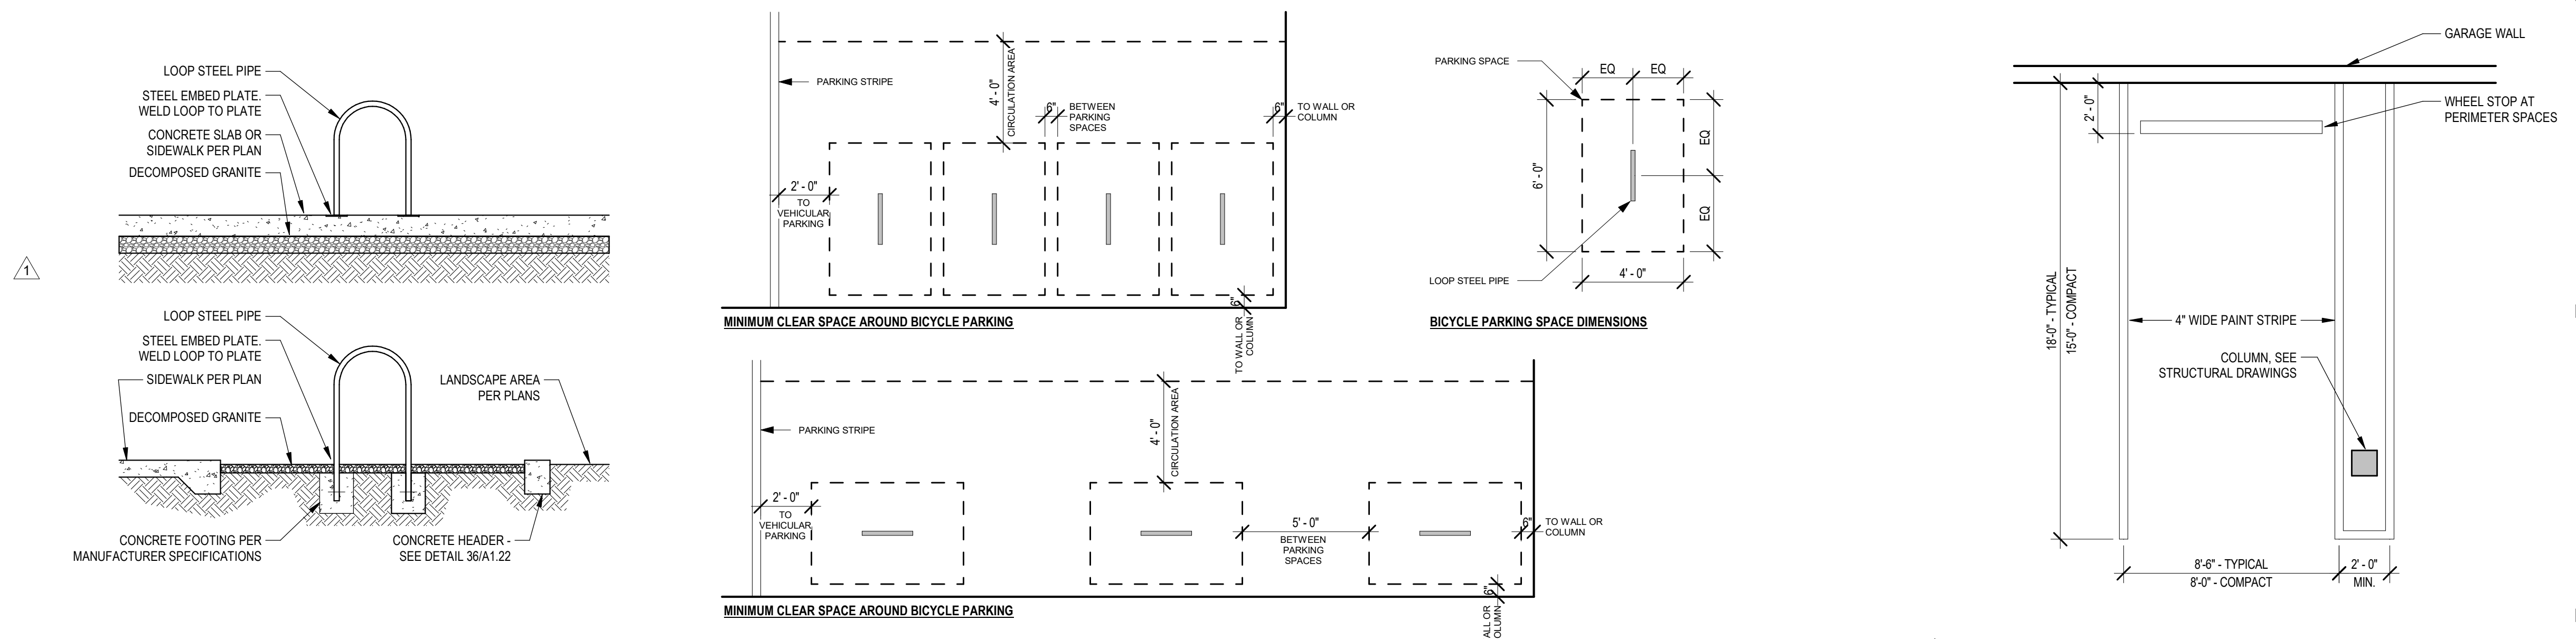 LOOP STEEL PIPE
STEEL EMBED PLATE.
WELD LOOP TO PLATE
CONCRETE SLAB OR
SIDEWALK PER PLAN
DECOMPOSED GRANITE
1
LOOP STEEL PIPE
STEEL EMBED PLATE.
WELD LOOP TO PLATE
SIDEWALK PER PLAN
DECOMPOSED GRANITE
LANDSCAPE AREA
PER PLANS
CONCRETE FOOTING PER
MANUFACTURER SPECIFICATIONS
CONCRETE HEADER -
SEE DETAIL 36/A1.22
PARKING STRIPE
4' - 0"
CIRCULATION AREA
6"
BETWEEN
PARKING
SPACES
6"
TO WALL OR
COLUMN
2' - 0"
TO
VEHICULAR
PARKING
6"
TO WALL OR
COLUMN
MINIMUM CLEAR SPACE AROUND BICYCLE PARKING
PARKING STRIPE
4' - 0"
CIRCULATION AREA
2' - 0"
TO
VEHICULAR
PARKING
5' - 0"
BETWEEN
PARKING
SPACES
6"
TO WALL OR
COLUMN
6"
ALL OR
OLUMN
MINIMUM CLEAR SPACE AROUND BICYCLE PARKING
PARKING SPACE
EQ
EQ
6' - 0"
EQ
EQ
LOOP STEEL PIPE
4' - 0"
BICYCLE PARKING SPACE DIMENSIONS
GARAGE WALL
2' - 0"
WHEEL STOP AT
PERIMETER SPACES
18'-0" - TYPICAL
15'-0" - COMPACT
4" WIDE PAINT STRIPE
COLUMN, SEE
STRUCTURAL DRAWINGS
8'-6" - TYPICAL
8'-0" - COMPACT
2' - 0"
MIN.